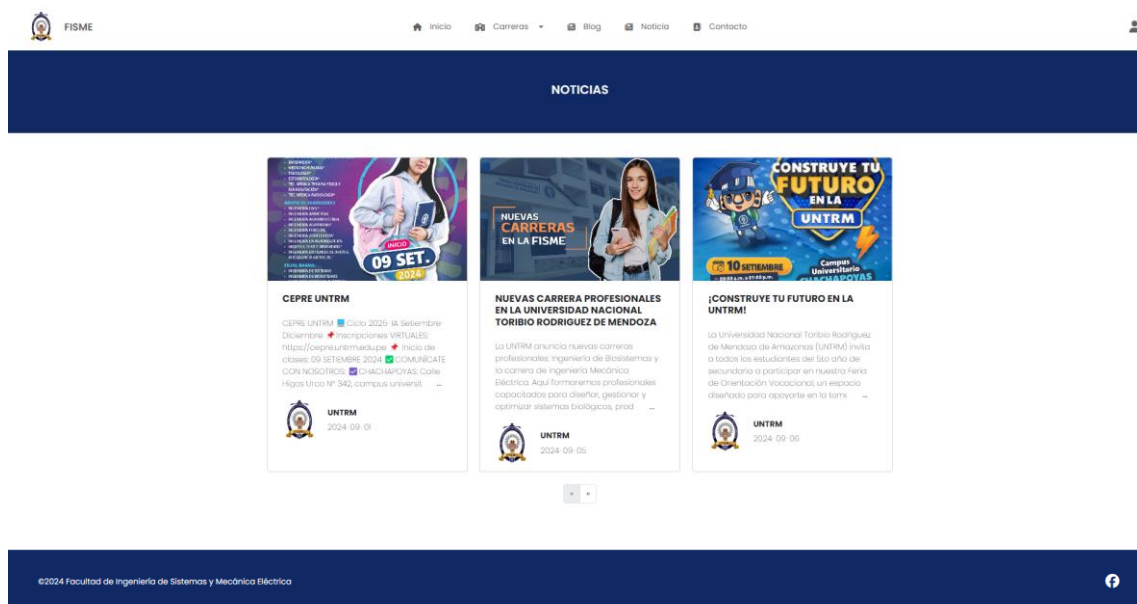 FISME
Inicio
Carreras
Blog
Noticia
Contacto
NOTICIAS
INICIO
09 SET.
2024
NUEVAS
CARRERAS
EN LA FISME
CONSTRUYE TU
FUTURO
EN LA
UNTRM
10 SETIEMBRE
Campus
Universitario
CHACHAPOYAS
CEPRE UNTRM
CEPRE UNTRM 📘 Ciclo 2025-IA Setiembre-
Diciembre 📌 Inscripciones VIRTUALES:
https://cepre.untrm.edu.pe 📌 Inicio de
clases: 09 SETIEMBRE 2024 ✅ COMUNÍCATE
CON NOSOTROS: ☑ CHACHAPOYAS: Calle
Higos Urco N° 342, campus universit ...
UNTRM
2024-09-01
NUEVAS CARRERA PROFESIONALES
EN LA UNIVERSIDAD NACIONAL
TORIBIO RODRIGUEZ DE MENDOZA
La UNTRM anuncia nuevas carreras
profesionales: Ingeniería de Biosistemas y
la carrera de Ingeniería Mecánica
Eléctrica. Aquí formaremos profesionales
capacitados para diseñar, gestionar y
optimizar sistemas biológicos, prod ...
UNTRM
2024-09-05
¡CONSTRUYE TU FUTURO EN LA
UNTRM!
La Universidad Nacional Toribio Rodríguez
de Mendoza de Amazonas (UNTRM) invita
a todos los estudiantes del 5to año de
secundaria a participar en nuestra Feria
de Orientación Vocacional, un espacio
diseñado para apoyarte en la toma ...
UNTRM
2024-09-06
« »
©2024 Facultad de Ingeniería de Sistemas y Mecánica Eléctrica